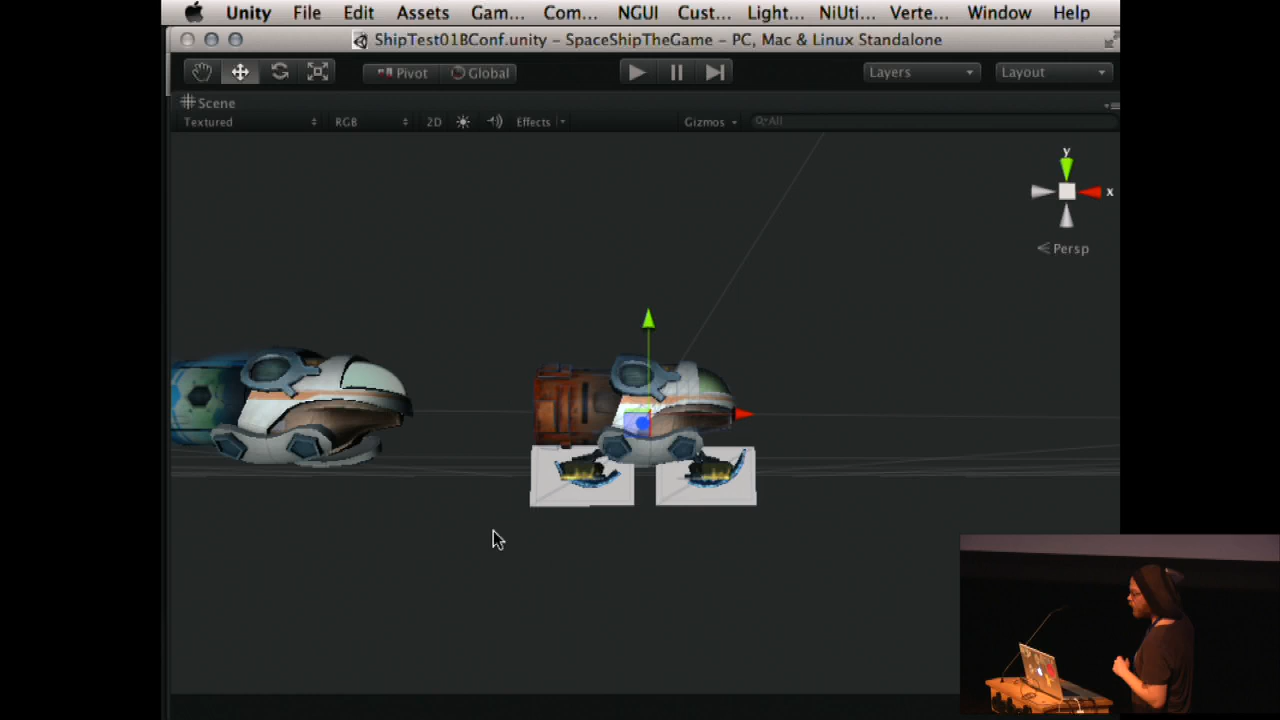 Unity File Edit Assets Gam... Com... NGUI Cust... Light... NiUti... Verte... Window Help
ShipTest01BConf.unity - SpaceShipTheGame - PC, Mac & Linux Standalone
Pivot Global Layers Layout
Scene
Textured RGB 2D Effects Gizmos All
y
x
Persp